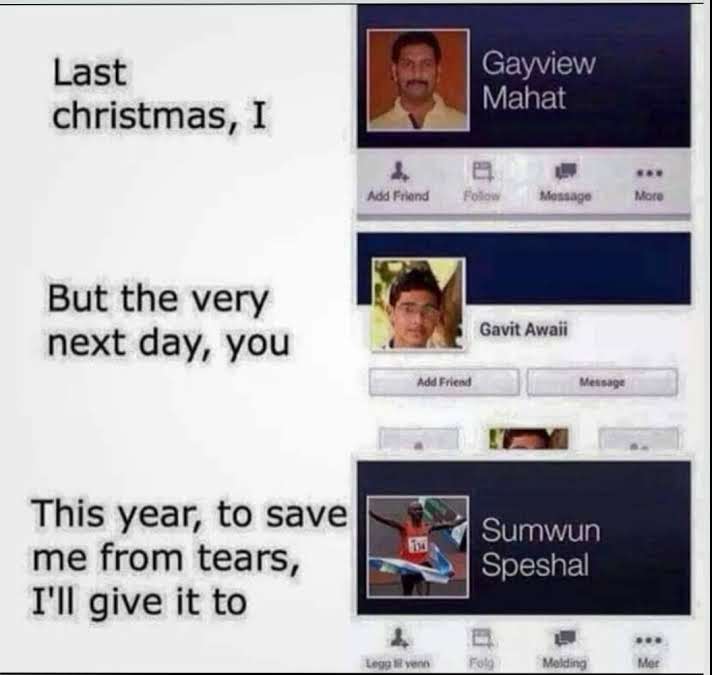 Last
christmas, I
Gayview
Mahat
Add Friend
Follow
Message
More
But the very
next day, you
Gavit Awaii
Add Friend
Message
This year, to save
me from tears,
I'll give it to
Sumwun
Speshal
Legg til venn
Følg
Melding
Mer